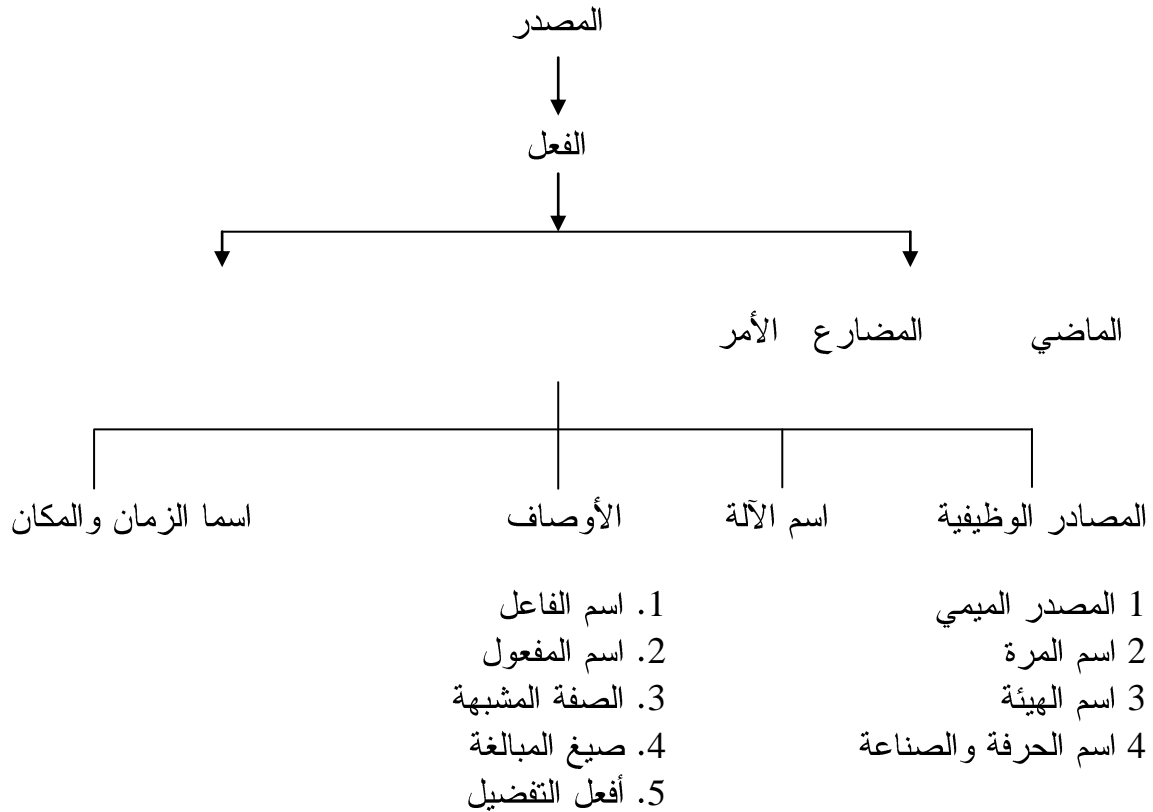 المصدر
الفعل
الماضي المضارع الأمر
المصادر الوظيفية اسم الآلة الأوصاف اسما الزمان والمكان
1 المصدر الميمي
2 اسم المرة
3 اسم الهيئة
4 اسم الحرفة والصناعة
1. اسم الفاعل
2. اسم المفعول
3. الصفة المشبهة
4. صيغ المبالغة
5. أفعل التفضيل